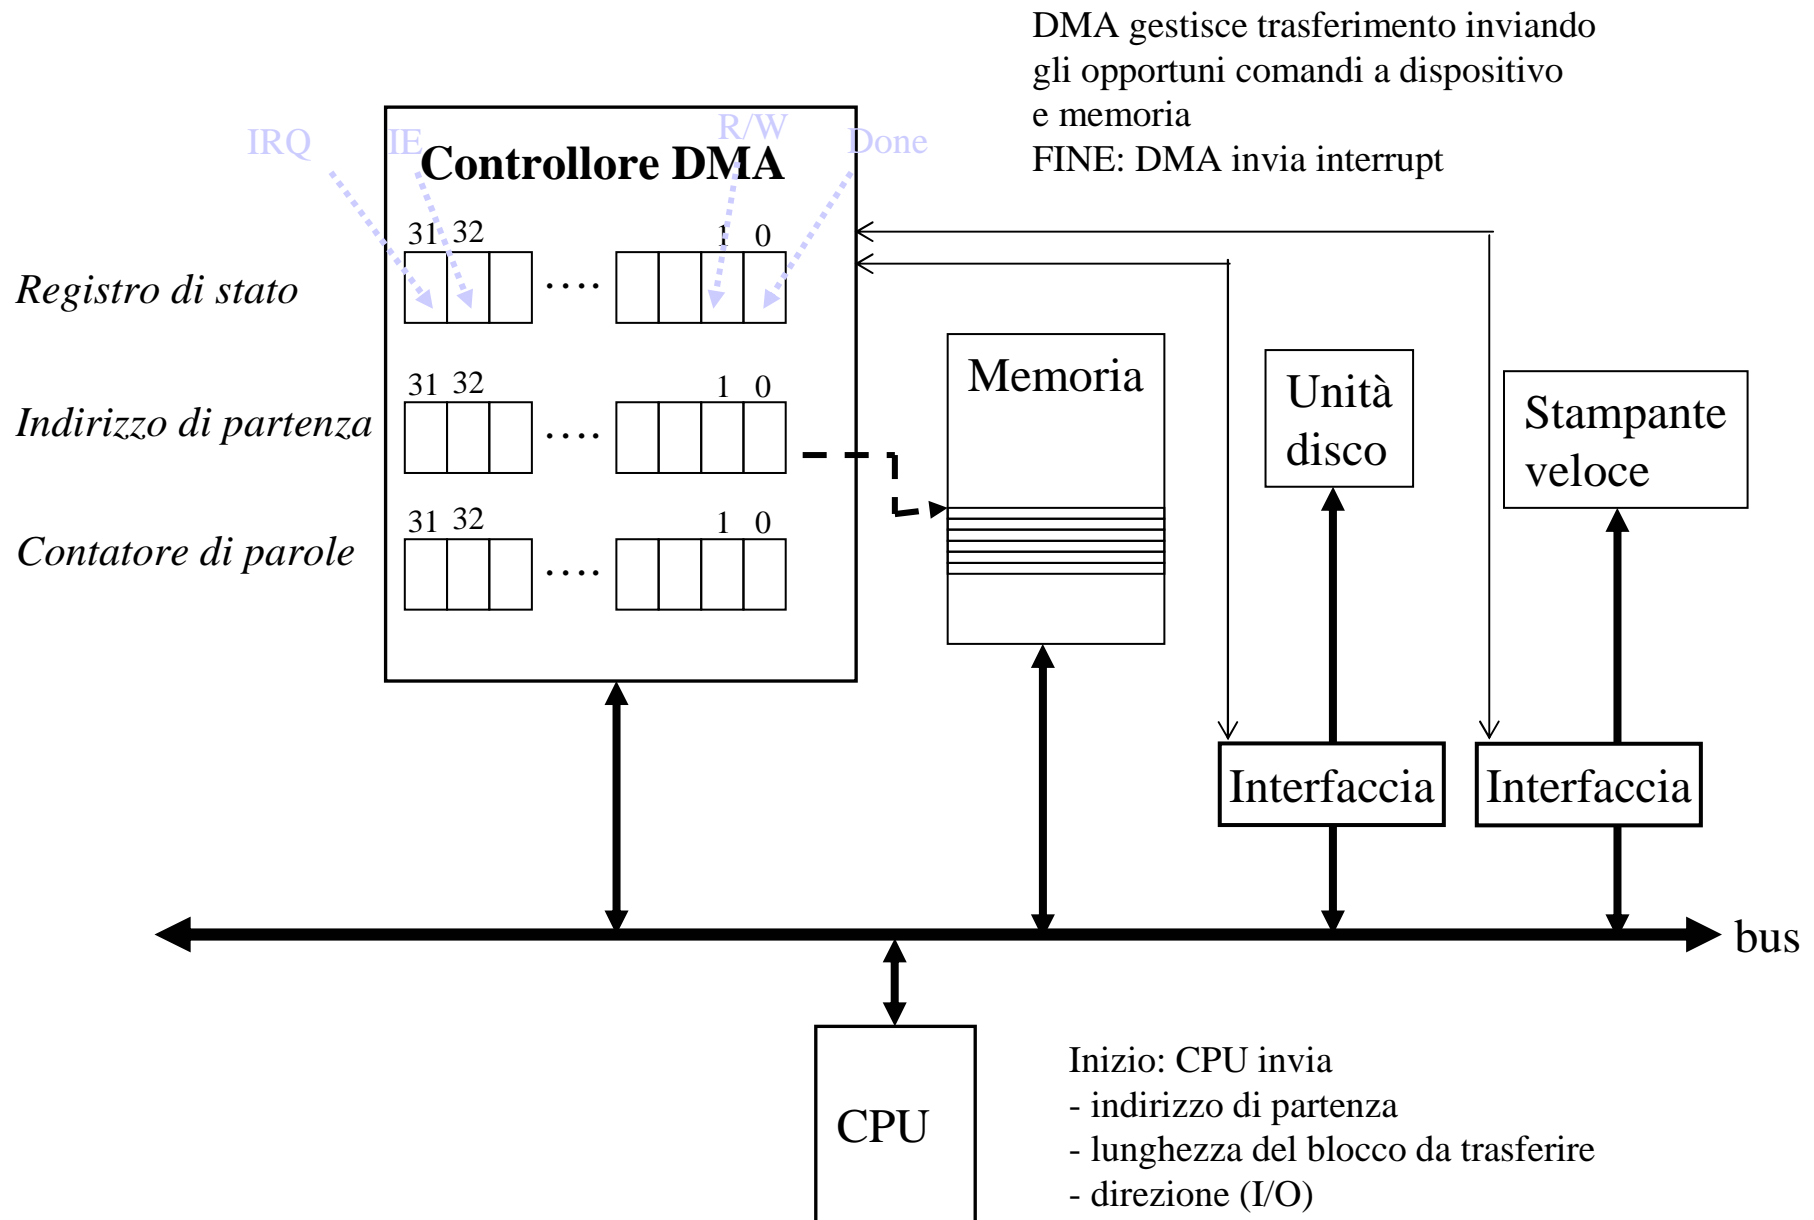 DMA gestisce trasferimento inviando
gli opportuni comandi a dispositivo
e memoria
FINE: DMA invia interrupt
IRQ IE R/W Done
Controllore DMA
31 32 1 0
Registro di stato ....
31 32 1 0
Indirizzo di partenza ....
31 32 1 0
Contatore di parole ....
Memoria
Unità
disco
Stampante
veloce
Interfaccia Interfaccia
bus
CPU
Inizio: CPU invia
- indirizzo di partenza
- lunghezza del blocco da trasferire
- direzione (I/O)